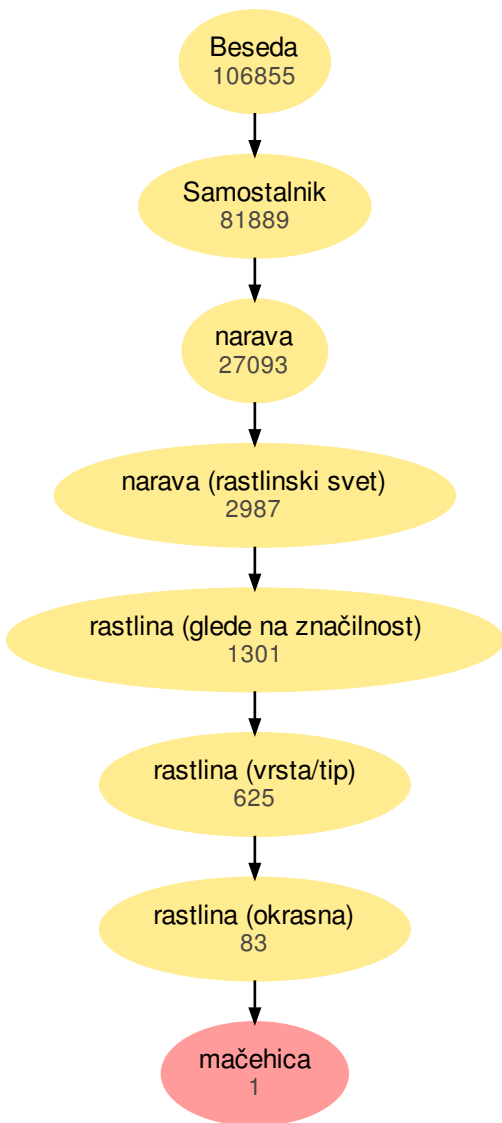 Beseda
106855
Samostalnik
81889
narava
27093
narava (rastlinski svet)
2987
rastlina (glede na značilnost)
1301
rastlina (vrsta/tip)
625
rastlina (okrasna)
83
mačehica
1